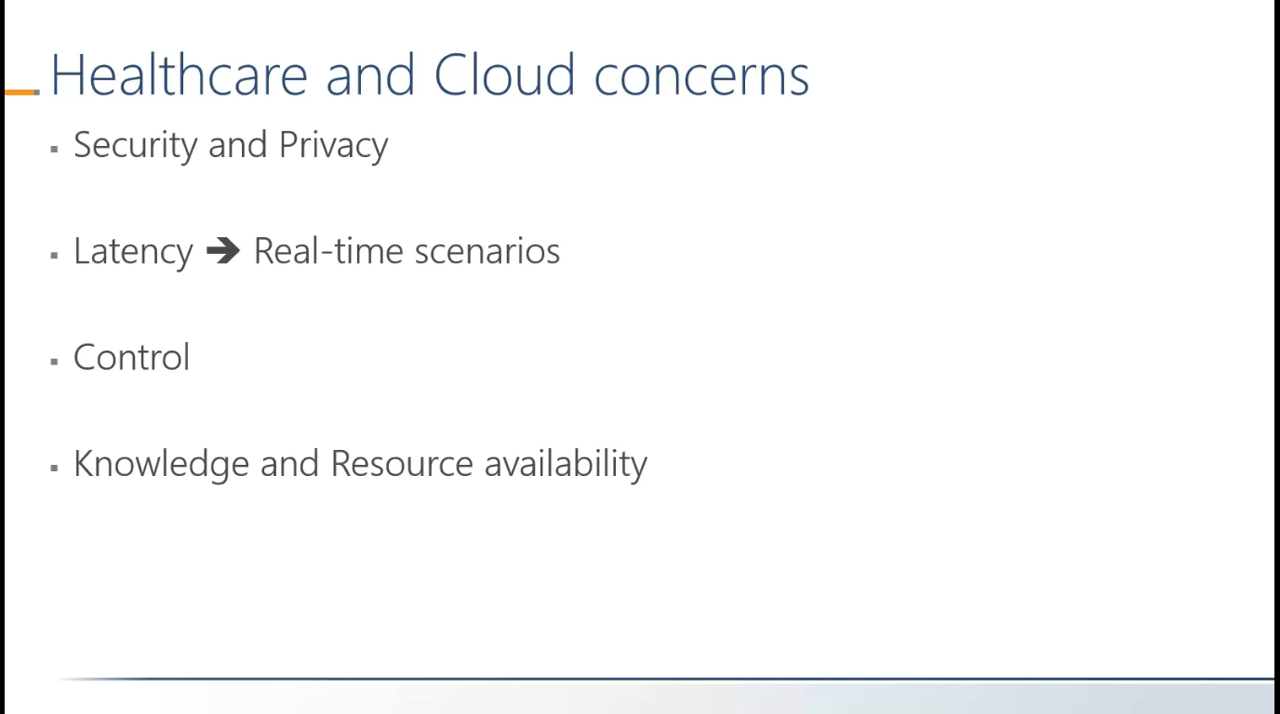 Healthcare and Cloud concerns
▪ Security and Privacy
▪ Latency ➔ Real-time scenarios
▪ Control
▪ Knowledge and Resource availability